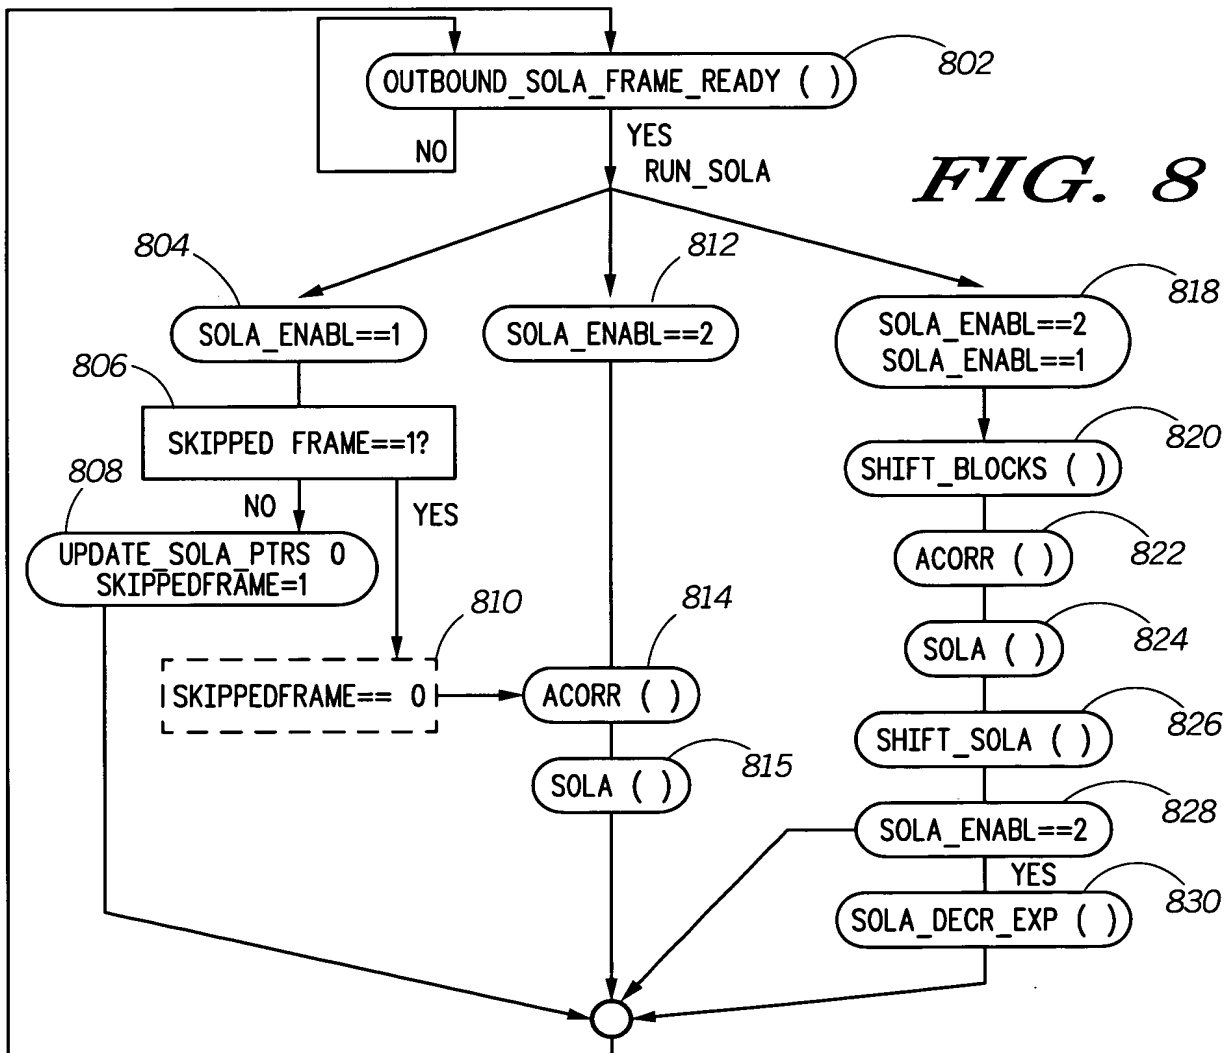 802
OUTBOUND_SOLA_FRAME_READY ( )
NO
YES
RUN_SOLA
FIG. 8
804
SOLA_ENABL==1
806
SKIPPED FRAME==1?
NO
YES
808
UPDATE_SOLA_PTRS 0
SKIPPEDFRAME=1
810
SKIPPEDFRAME== 0
812
SOLA_ENABL==2
814
ACORR ( )
815
SOLA ( )
818
SOLA_ENABL==2
SOLA_ENABL==1
820
SHIFT_BLOCKS ( )
822
ACORR ( )
824
SOLA ( )
826
SHIFT_SOLA ( )
828
SOLA_ENABL==2
YES
830
SOLA_DECR_EXP ( )